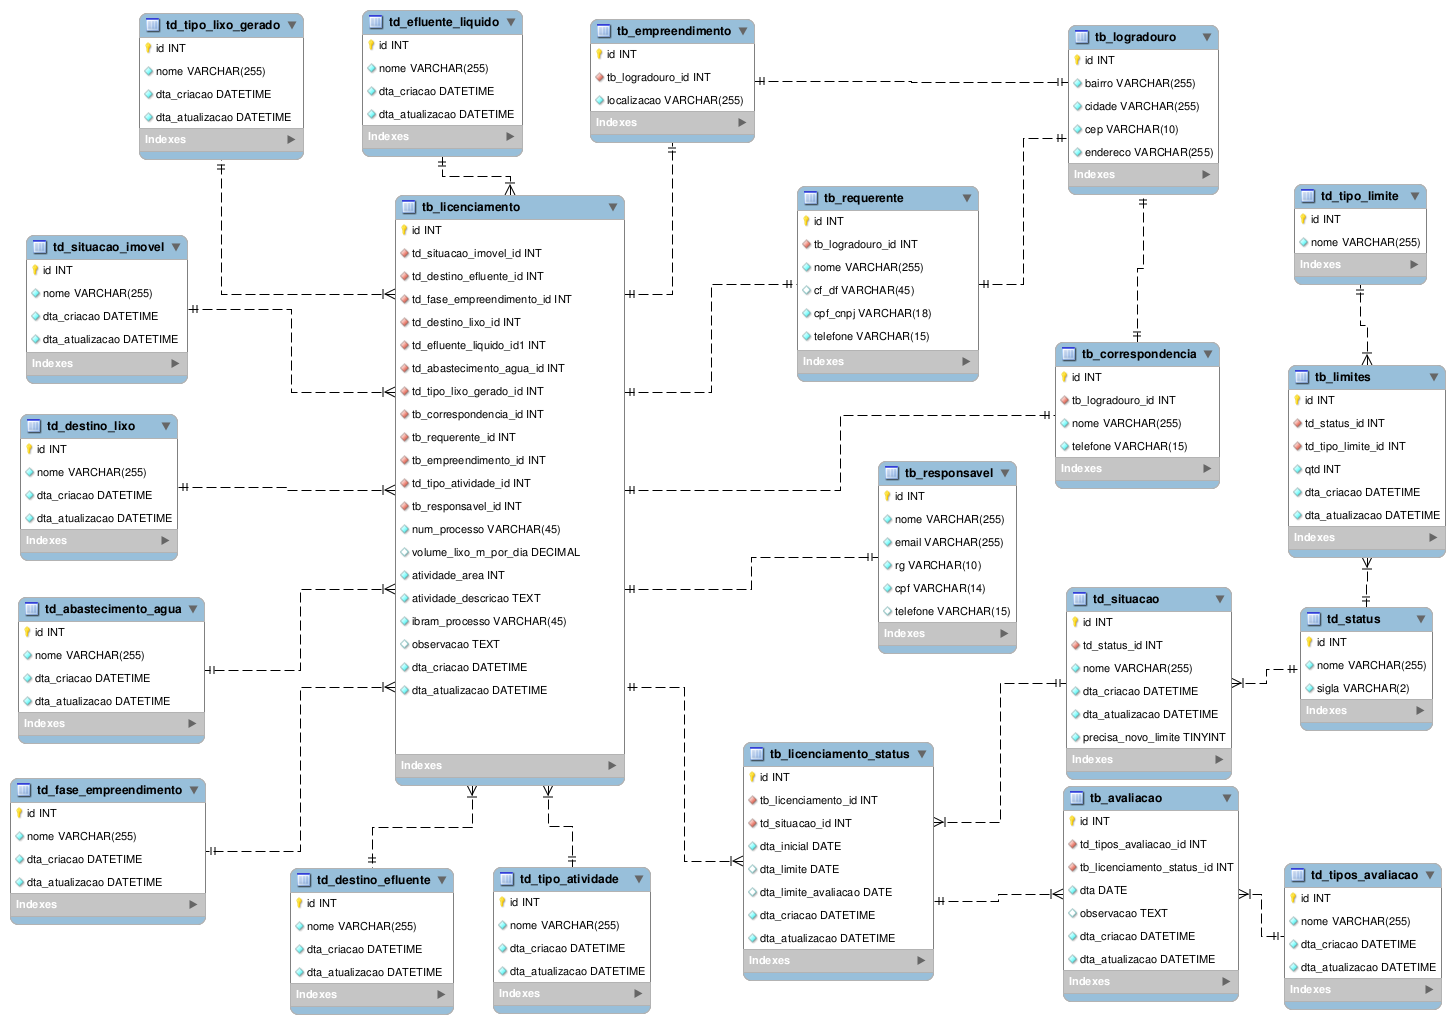 td_tipo_lixo_gerado
id INT
nome VARCHAR(255)
dta_criacao DATETIME
dta_atualizacao DATETIME
Indexes
td_efluente_liquido
id INT
nome VARCHAR(255)
dta_criacao DATETIME
dta_atualizacao DATETIME
Indexes
tb_empreendimento
id INT
tb_logradouro_id INT
localizacao VARCHAR(255)
Indexes
tb_logradouro
id INT
bairro VARCHAR(255)
cidade VARCHAR(255)
cep VARCHAR(10)
endereco VARCHAR(255)
Indexes
tb_licenciamento
id INT
td_situacao_imovel_id INT
td_destino_efluente_id INT
td_fase_empreendimento_id INT
td_destino_lixo_id INT
td_efluente_liquido_id1 INT
td_abastecimento_agua_id INT
td_tipo_lixo_gerado_id INT
tb_correspondencia_id INT
tb_requerente_id INT
tb_empreendimento_id INT
td_tipo_atividade_id INT
tb_responsavel_id INT
num_processo VARCHAR(45)
volume_lixo_m_por_dia DECIMAL
atividade_area INT
atividade_descricao TEXT
ibram_processo VARCHAR(45)
observacao TEXT
dta_criacao DATETIME
dta_atualizacao DATETIME
Indexes
tb_requerente
id INT
tb_logradouro_id INT
nome VARCHAR(255)
cf_df VARCHAR(45)
cpf_cnpj VARCHAR(18)
telefone VARCHAR(15)
Indexes
td_tipo_limite
id INT
nome VARCHAR(255)
Indexes
td_situacao_imovel
id INT
nome VARCHAR(255)
dta_criacao DATETIME
dta_atualizacao DATETIME
Indexes
tb_correspondencia
id INT
tb_logradouro_id INT
nome VARCHAR(255)
telefone VARCHAR(15)
Indexes
tb_limites
id INT
td_status_id INT
td_tipo_limite_id INT
qtd INT
dta_criacao DATETIME
dta_atualizacao DATETIME
Indexes
td_destino_lixo
id INT
nome VARCHAR(255)
dta_criacao DATETIME
dta_atualizacao DATETIME
Indexes
tb_responsavel
id INT
nome VARCHAR(255)
email VARCHAR(255)
rg VARCHAR(10)
cpf VARCHAR(14)
telefone VARCHAR(15)
Indexes
td_abastecimento_agua
id INT
nome VARCHAR(255)
dta_criacao DATETIME
dta_atualizacao DATETIME
Indexes
td_situacao
id INT
td_status_id INT
nome VARCHAR(255)
dta_criacao DATETIME
dta_atualizacao DATETIME
precisa_novo_limite TINYINT
Indexes
td_status
id INT
nome VARCHAR(255)
sigla VARCHAR(2)
Indexes
td_fase_empreendimento
id INT
nome VARCHAR(255)
dta_criacao DATETIME
dta_atualizacao DATETIME
Indexes
td_destino_efluente
id INT
nome VARCHAR(255)
dta_criacao DATETIME
dta_atualizacao DATETIME
Indexes
td_tipo_atividade
id INT
nome VARCHAR(255)
dta_criacao DATETIME
dta_atualizacao DATETIME
Indexes
tb_licenciamento_status
id INT
tb_licenciamento_id INT
td_situacao_id INT
dta_inicial DATE
dta_limite DATE
dta_limite_avaliacao DATE
dta_criacao DATETIME
dta_atualizacao DATETIME
Indexes
tb_avaliacao
id INT
td_tipos_avaliacao_id INT
tb_licenciamento_status_id INT
dta DATE
observacao TEXT
dta_criacao DATETIME
dta_atualizacao DATETIME
Indexes
td_tipos_avaliacao
id INT
nome VARCHAR(255)
dta_criacao DATETIME
dta_atualizacao DATETIME
Indexes